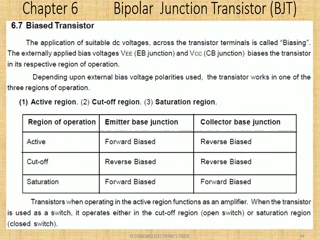 Chapter 6 Bipolar Junction Transistor (BJT)
6.7 Biased Transistor
The application of suitable dc voltages, across the transistor terminals is called "Biasing".
The externally applied bias voltages VEE (EB junction) and VCC (CB junction) biases the transistor
in its respective region of operation.
Depending upon external bias voltage polarities used, the transistor works in one of the
three regions of operation.
(1) Active region. (2) Cut-off region. (3) Saturation region.
Region of operation Emitter base junction Collector base junction
Active Forward Biased Reverse Biased
Cut-off Reverse Biased Reverse Biased
Saturation Forward Biased Forward Biased
Transistors when operating in the active region functions as an amplifier. When the transistor
is used as a switch, it operates either in the cut-off region (open switch) or saturation region
(closed switch).